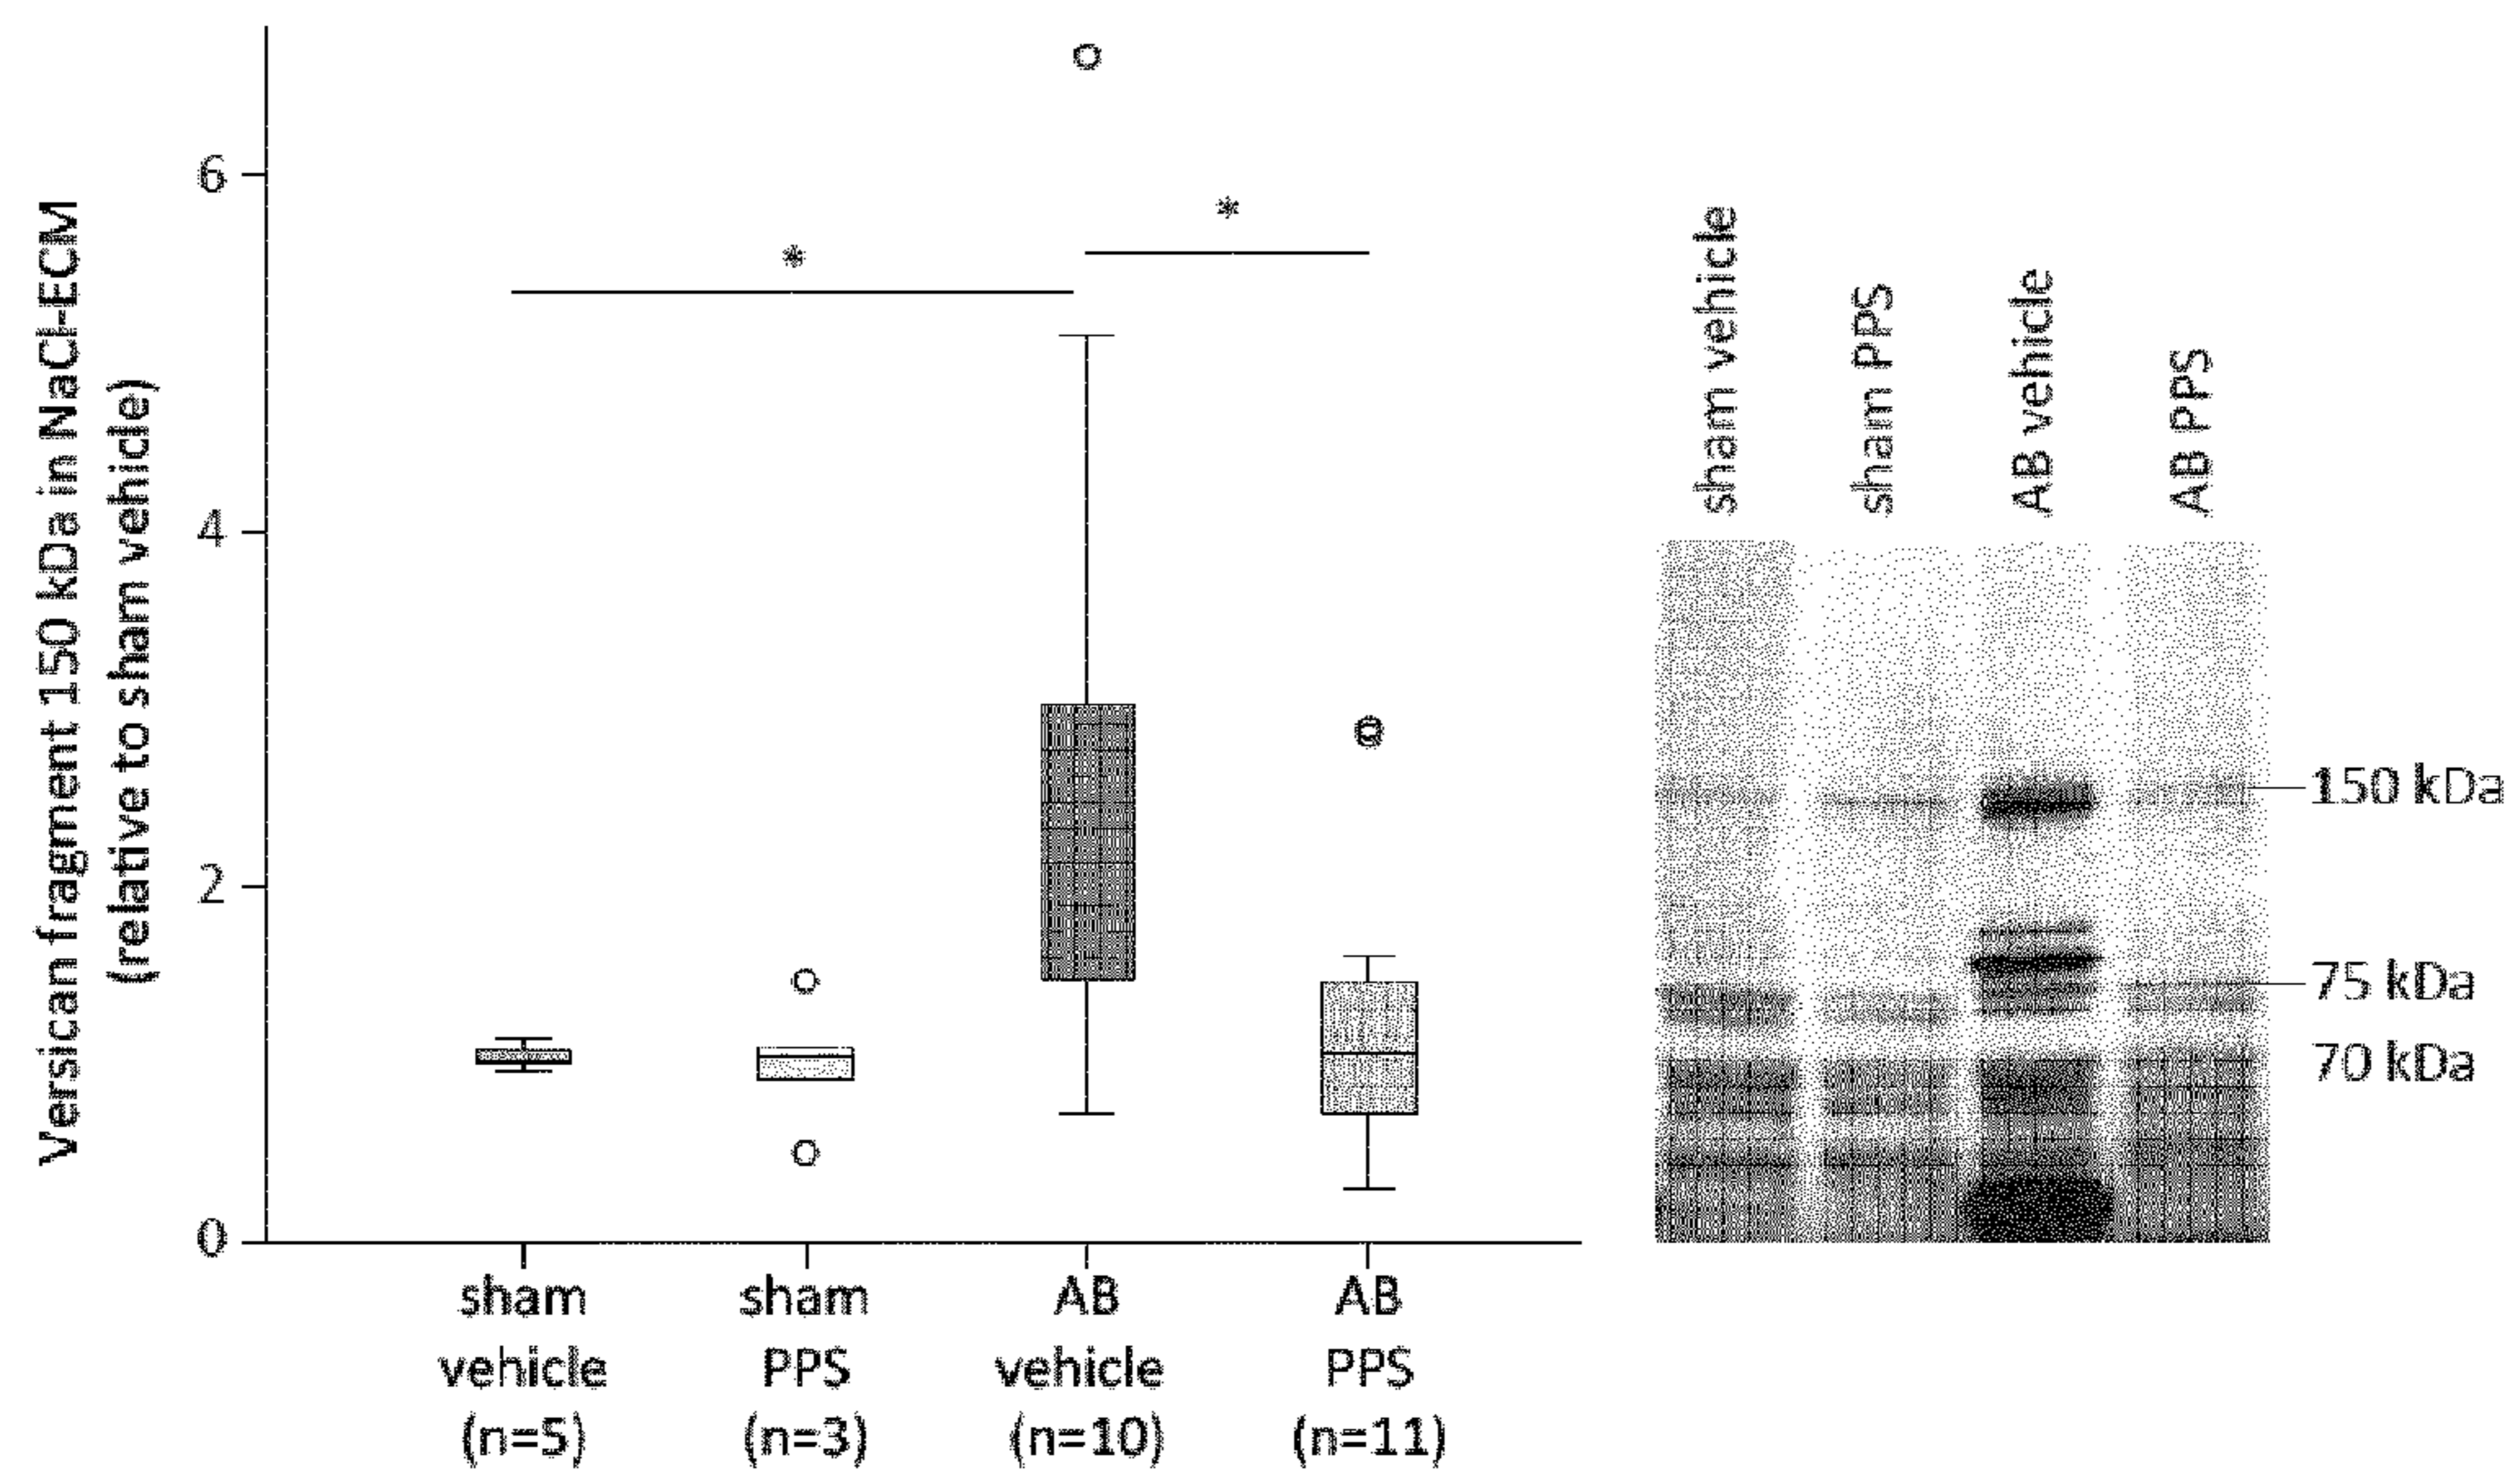 Versican fragment 150 kDa in NaCl-ECM
(relative to sham vehicle)
6
4
2
0
*
*
sham
vehicle
(n=5)
sham
PPS
(n=3)
AB
vehicle
(n=10)
AB
PPS
(n=11)
sham vehicle
sham PPS
AB vehicle
AB PPS
150 kDa
75 kDa
70 kDa